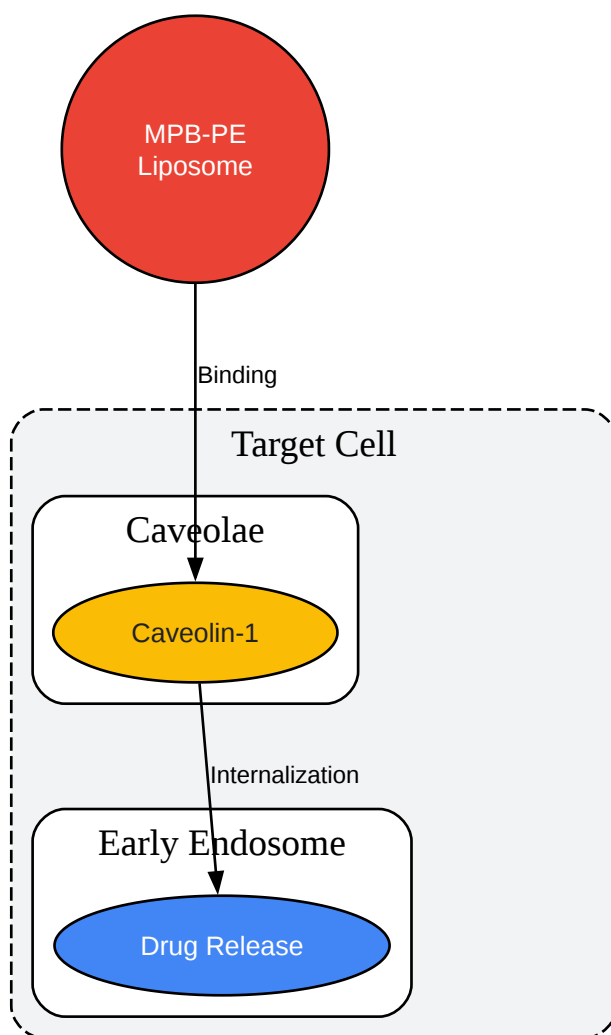 MPB-PE
Liposome
Binding
Target Cell
Caveolae
Caveolin-1
Internalization
Early Endosome
Drug Release